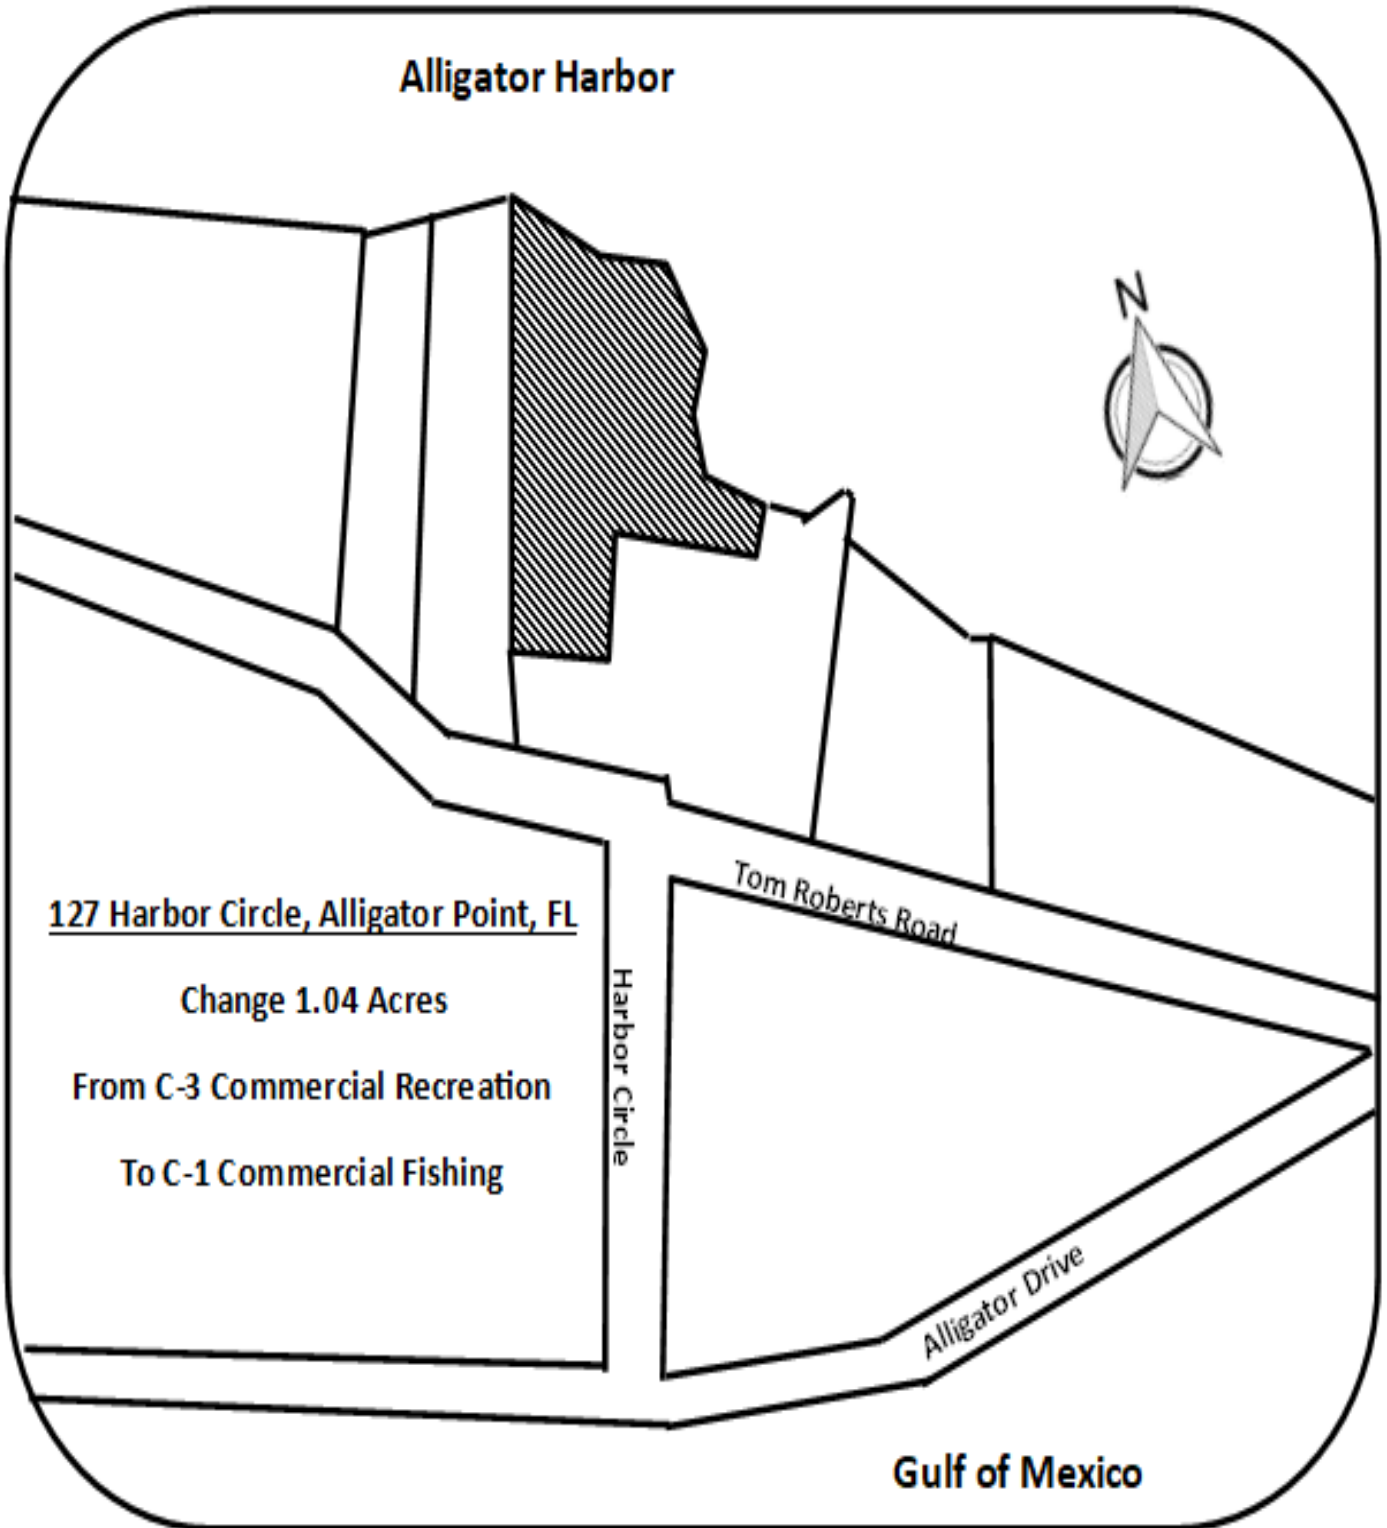 Alligator Harbor
N
Tom Roberts Road
127 Harbor Circle, Alligator Point, FL
Change 1.04 Acres
From C-3 Commercial Recreation
To C-1 Commercial Fishing
Harbor Circle
Alligator Drive
Gulf of Mexico